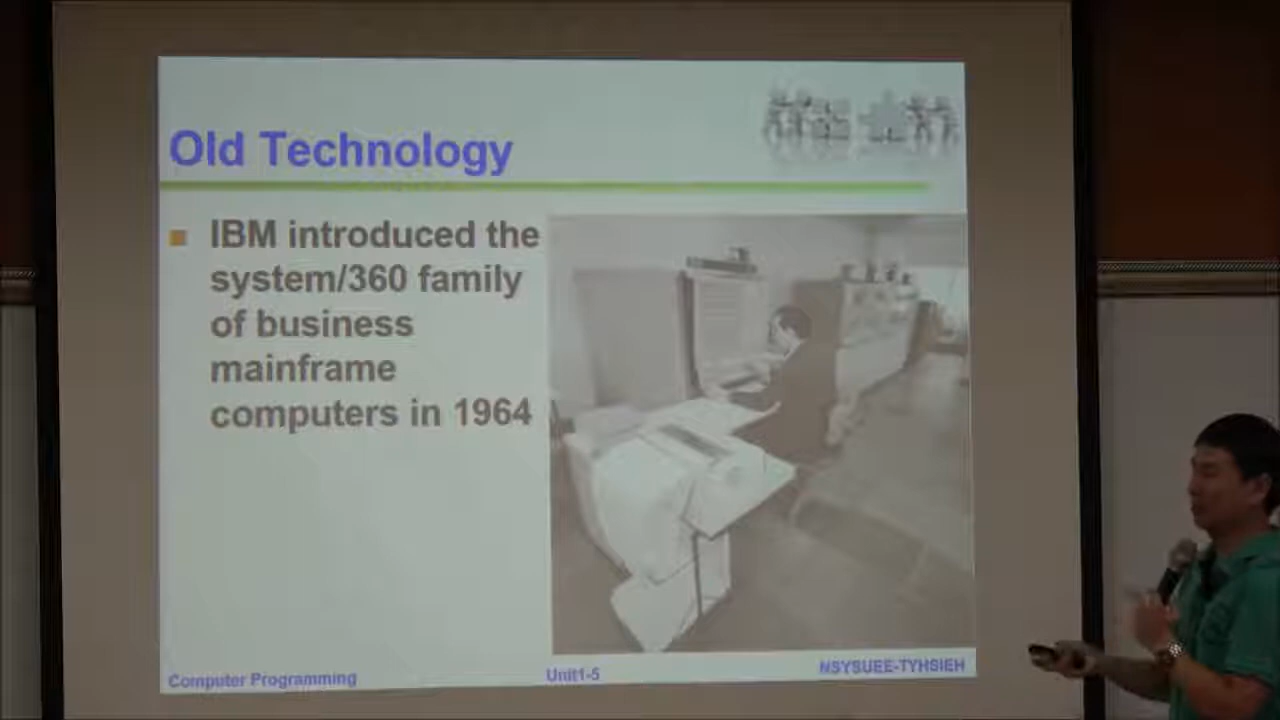 Old Technology
IBM introduced the
system/360 family
of business
mainframe
computers in 1964
Computer Programming
Unit1-5
NSYSUEE-TYHSIEH